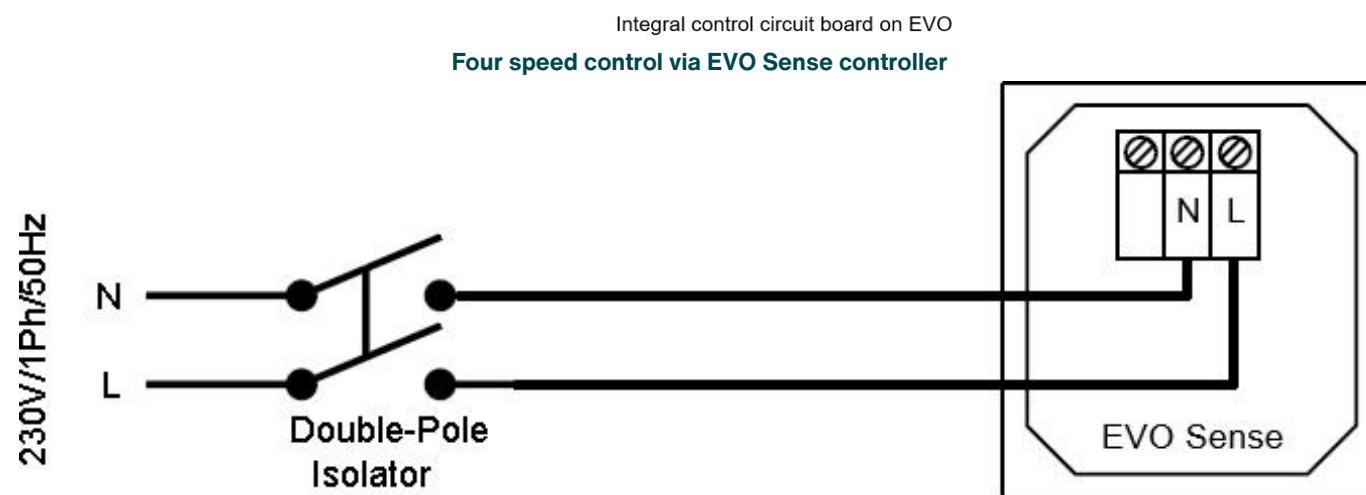 Integral control circuit board on EVO
Four speed control via EVO Sense controller
230V/1Ph/50Hz
N
L
Double-Pole
Isolator
N L
EVO Sense